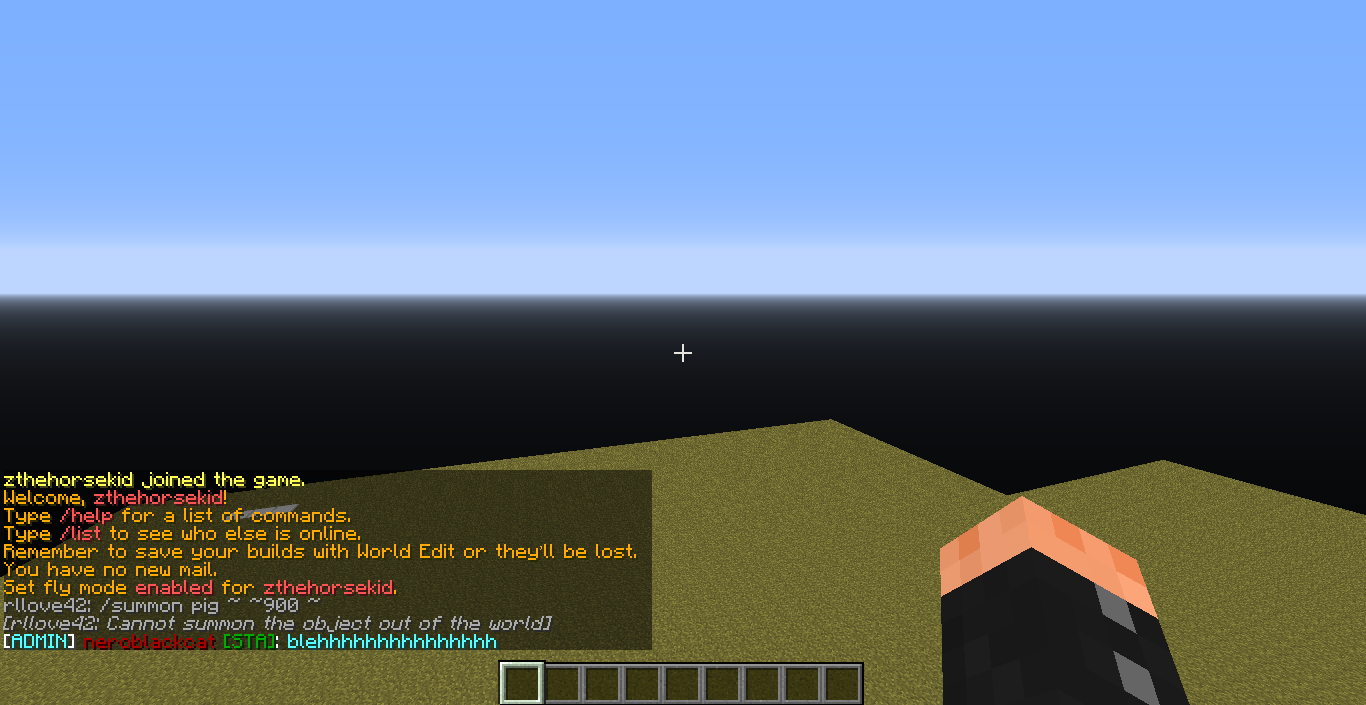 zthehorsekid joined the game.
Welcome, zthehorsekid!
Type /help for a list of commands.
Type /list to see who else is online.
Remember to save your builds with World Edit or they'll be lost.
You have no new mail.
Set fly mode enabled for zthehorsekid.
rllove42: /summon pig ~ ~900 ~
[rllove42: Cannot summon the object out of the world]
[ADMIN] neroblackcat [STA]: blehhhhhhhhhhhhhhhh